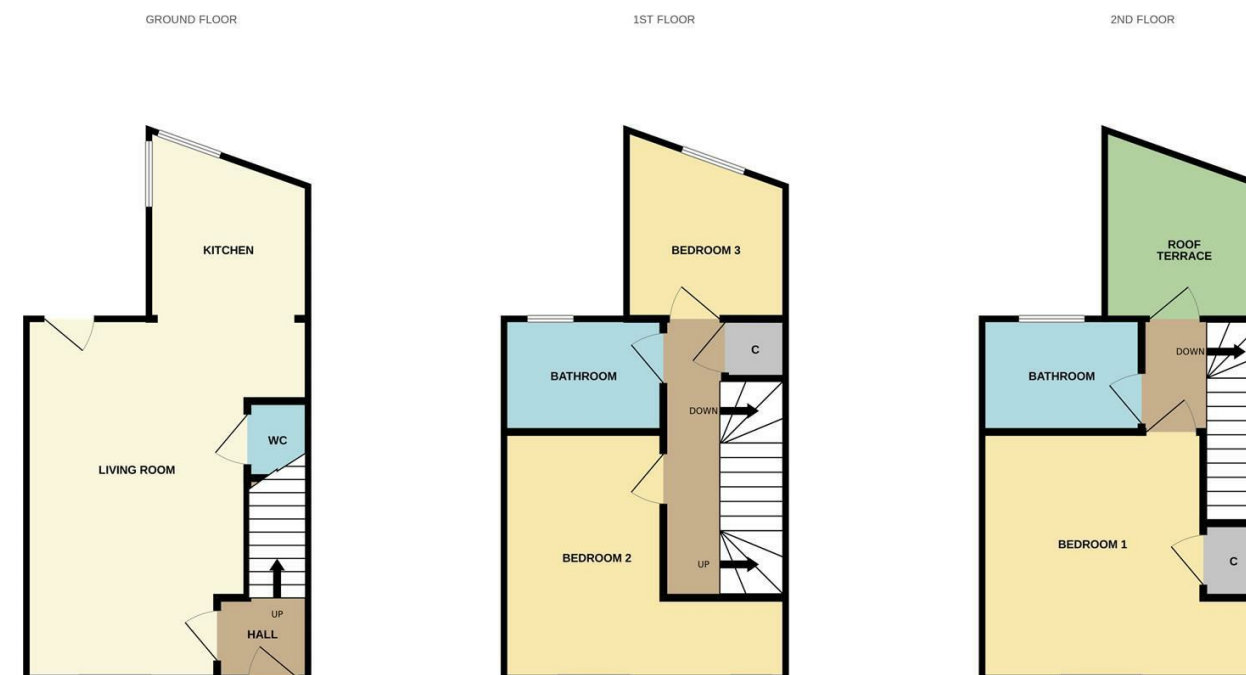 GROUND FLOOR
KITCHEN
WC
LIVING ROOM
UP
HALL
1ST FLOOR
BEDROOM 3
C
BATHROOM
DOWN
BEDROOM 2
UP
2ND FLOOR
ROOF
TERRACE
DOWN
BATHROOM
BEDROOM 1
C